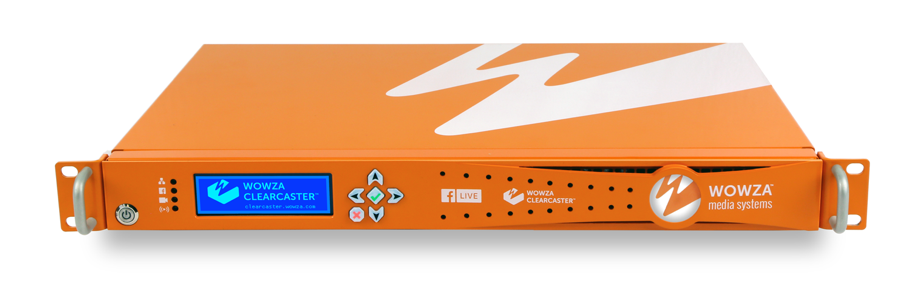 WOWZA
CLEARCASTER™
clearcaster.wowza.com
f LIVE
WOWZA
CLEARCASTER™
WOWZA™
media systems